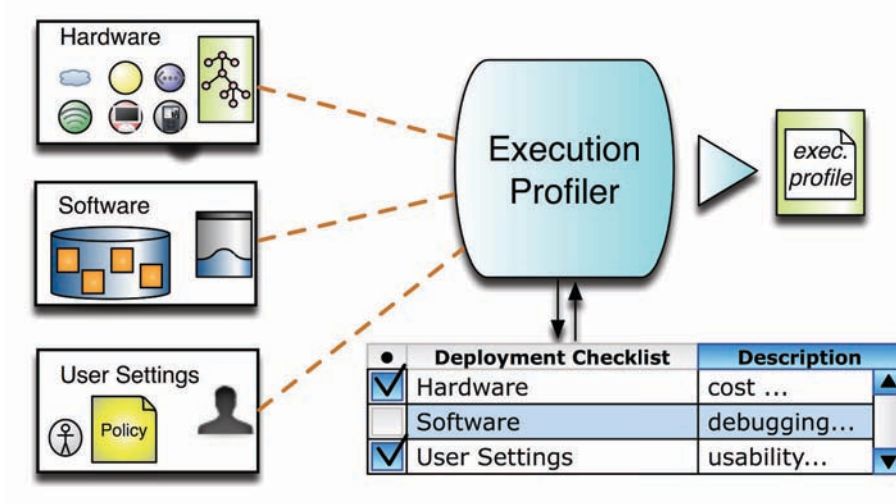 Hardware
Software
User Settings
Policy
Execution
Profiler
exec.
profile
Deployment Checklist Description
Hardware cost ...
Software debugging...
User Settings usability...